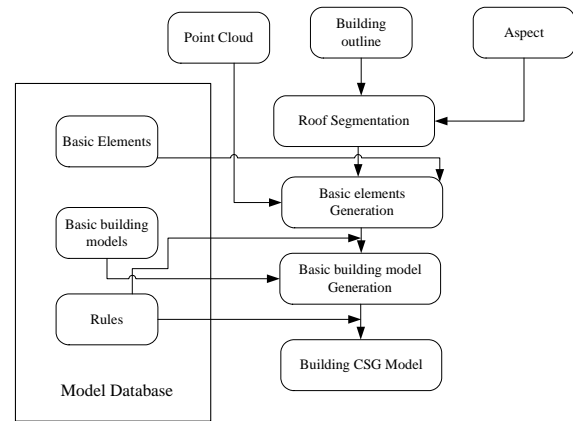 Point Cloud
Building
outline
Aspect
Roof Segmentation
Basic Elements
Basic elements
Generation
Basic building
models
Basic building model
Generation
Rules
Building CSG Model
Model Database